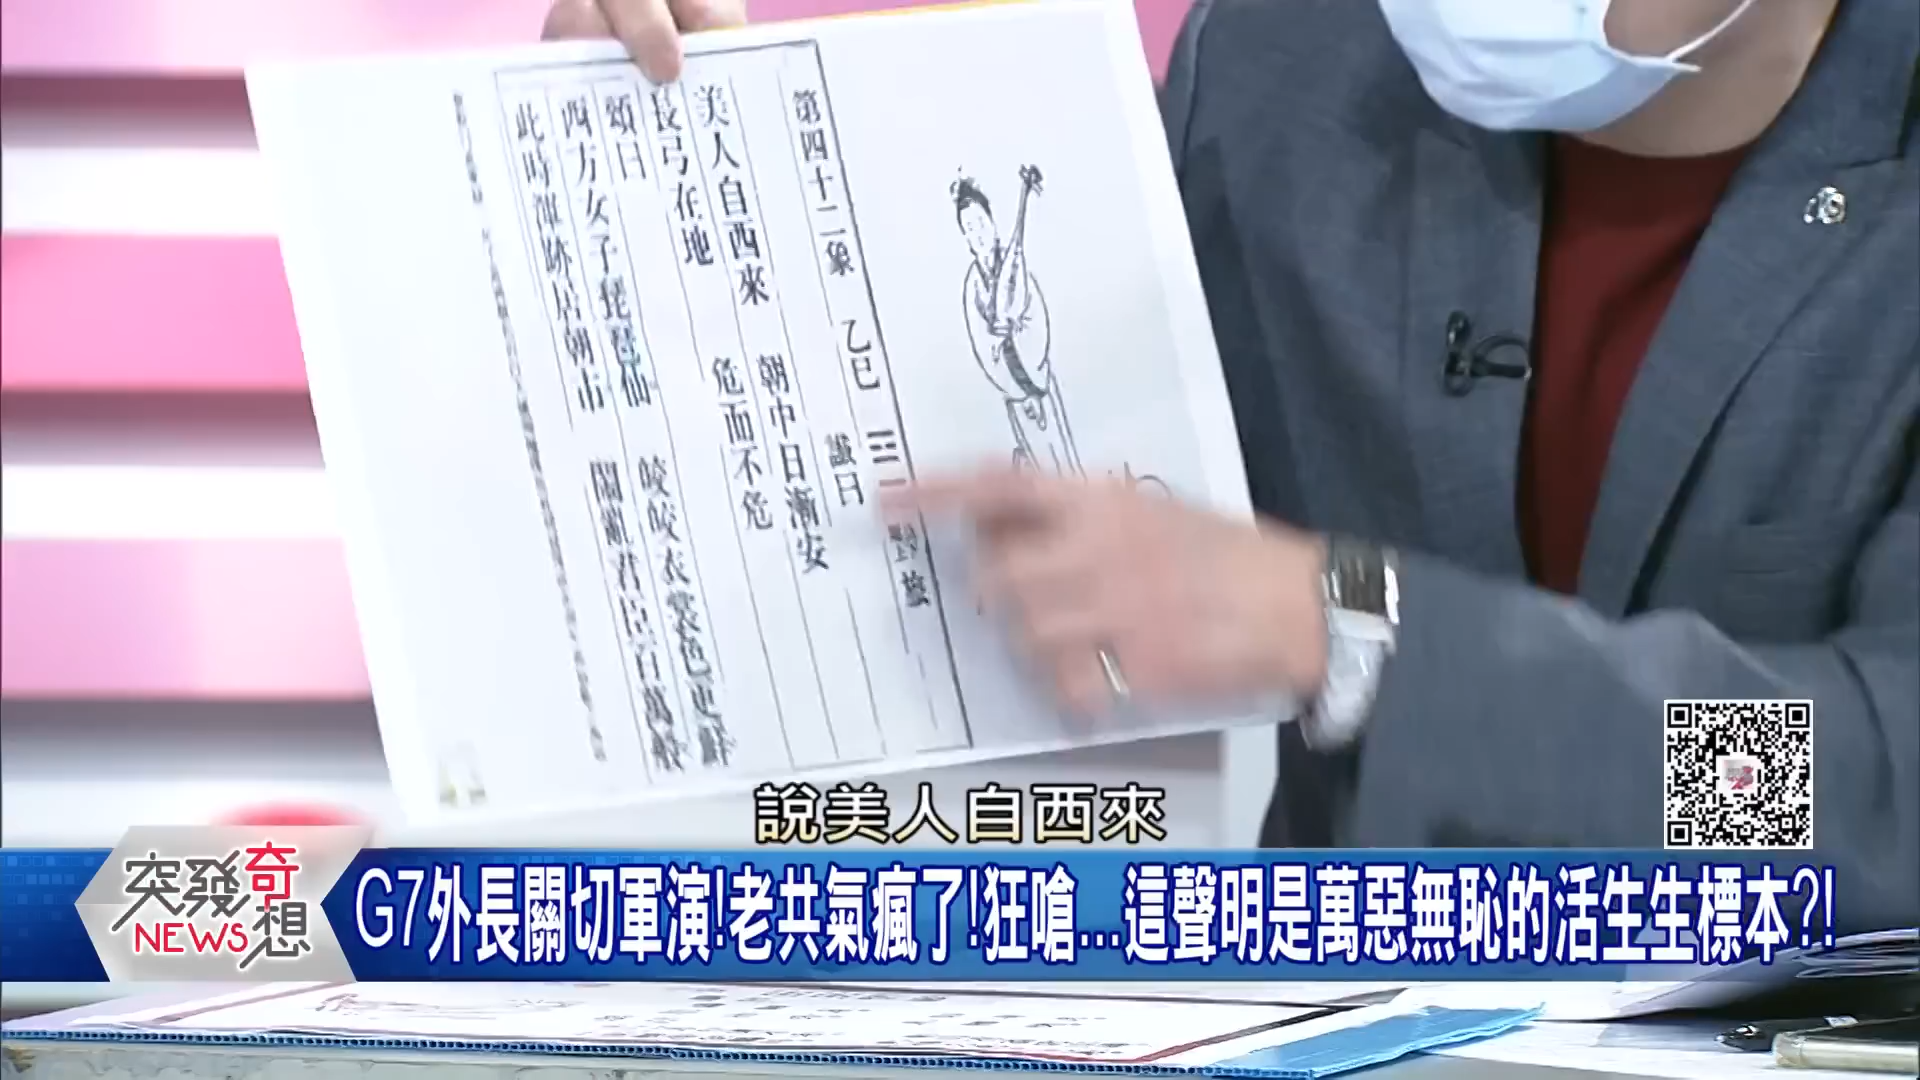 第四十二象 乙巳
讖曰
美人自西來 朝中日漸安
長弓在地 危而不危
頌曰
西方女子琵琶仙 皎皎衣裳色更鮮
此時渾跡居朝市 鬧亂君臣百萬般
說美人自西來
突發奇想
NEWS
G7外長關切軍演!老共氣瘋了!狂嗆...這聲明是萬惡無恥的活生生標本?!